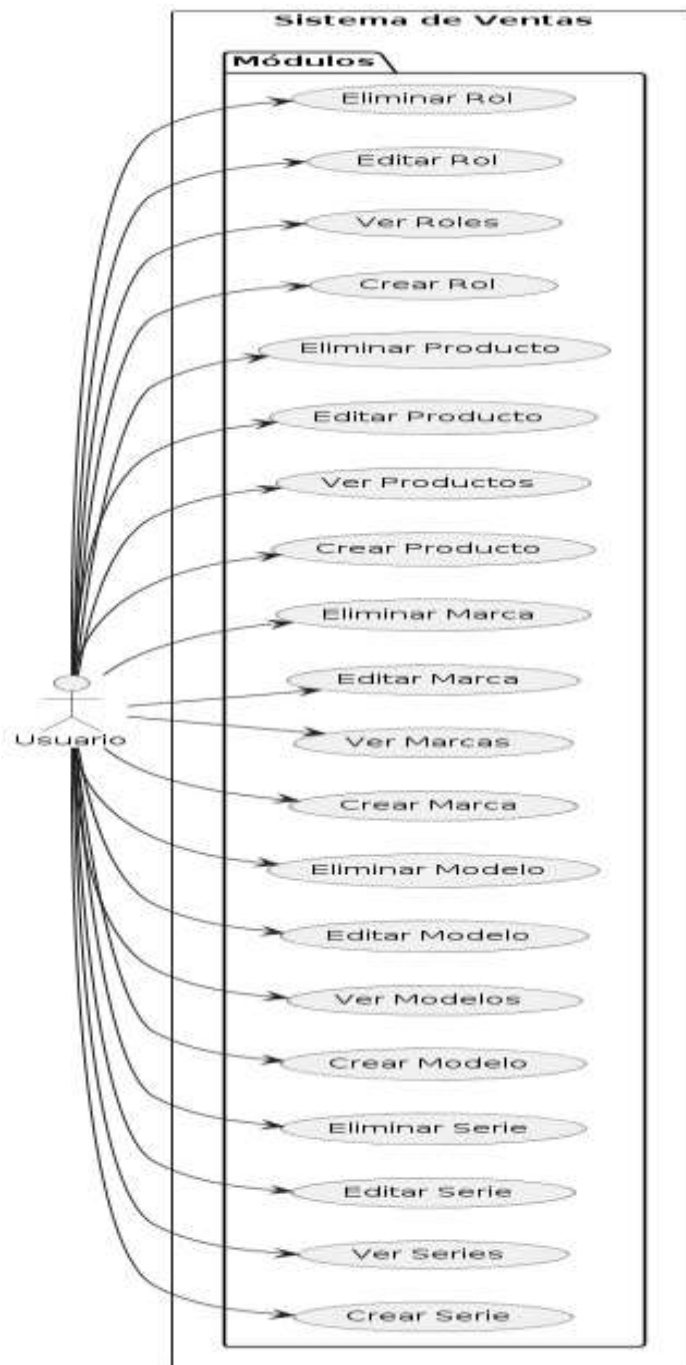 Sistema de Ventas
Módulos
Eliminar Rol
Editar Rol
Ver Roles
Crear Rol
Eliminar Producto
Editar Producto
Ver Productos
Crear Producto
Eliminar Marca
Editar Marca
Usuario
Ver Marcas
Crear Marca
Eliminar Modelo
Editar Modelo
Ver Modelos
Crear Modelo
Eliminar Serie
Editar Serie
Ver Series
Crear Serie